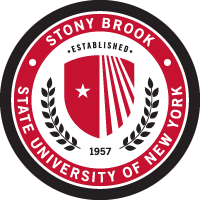 STONY BROOK
•ESTABLISHED•
1957
• STATE UNIVERSITY OF NEW YORK •